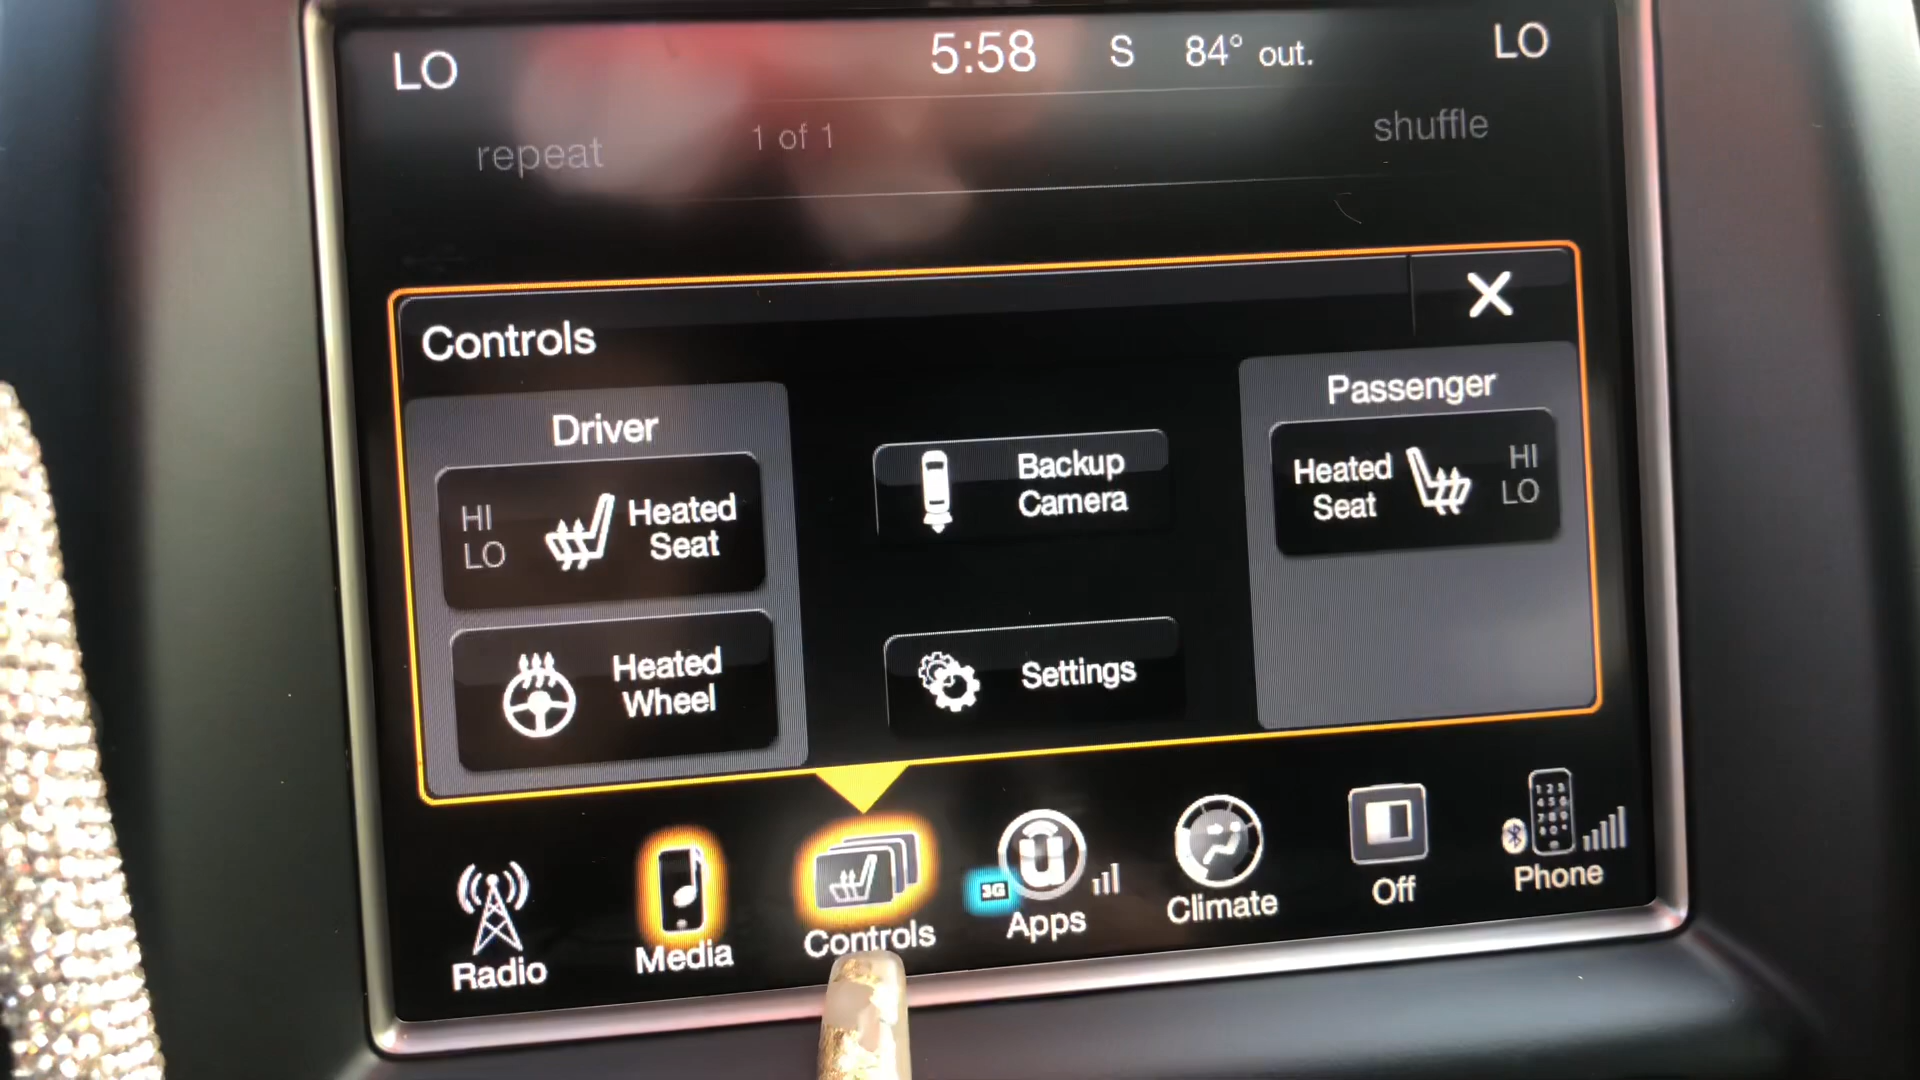 LO 5:58 S 84° out. LO
repeat 1 of 1 shuffle
Controls
Driver
HI
LO
Heated
Seat
Heated
Wheel
Backup
Camera
Settings
Passenger
Heated
Seat
HI
LO
Radio
Media
Controls
3G
Apps
Climate
Off
Phone